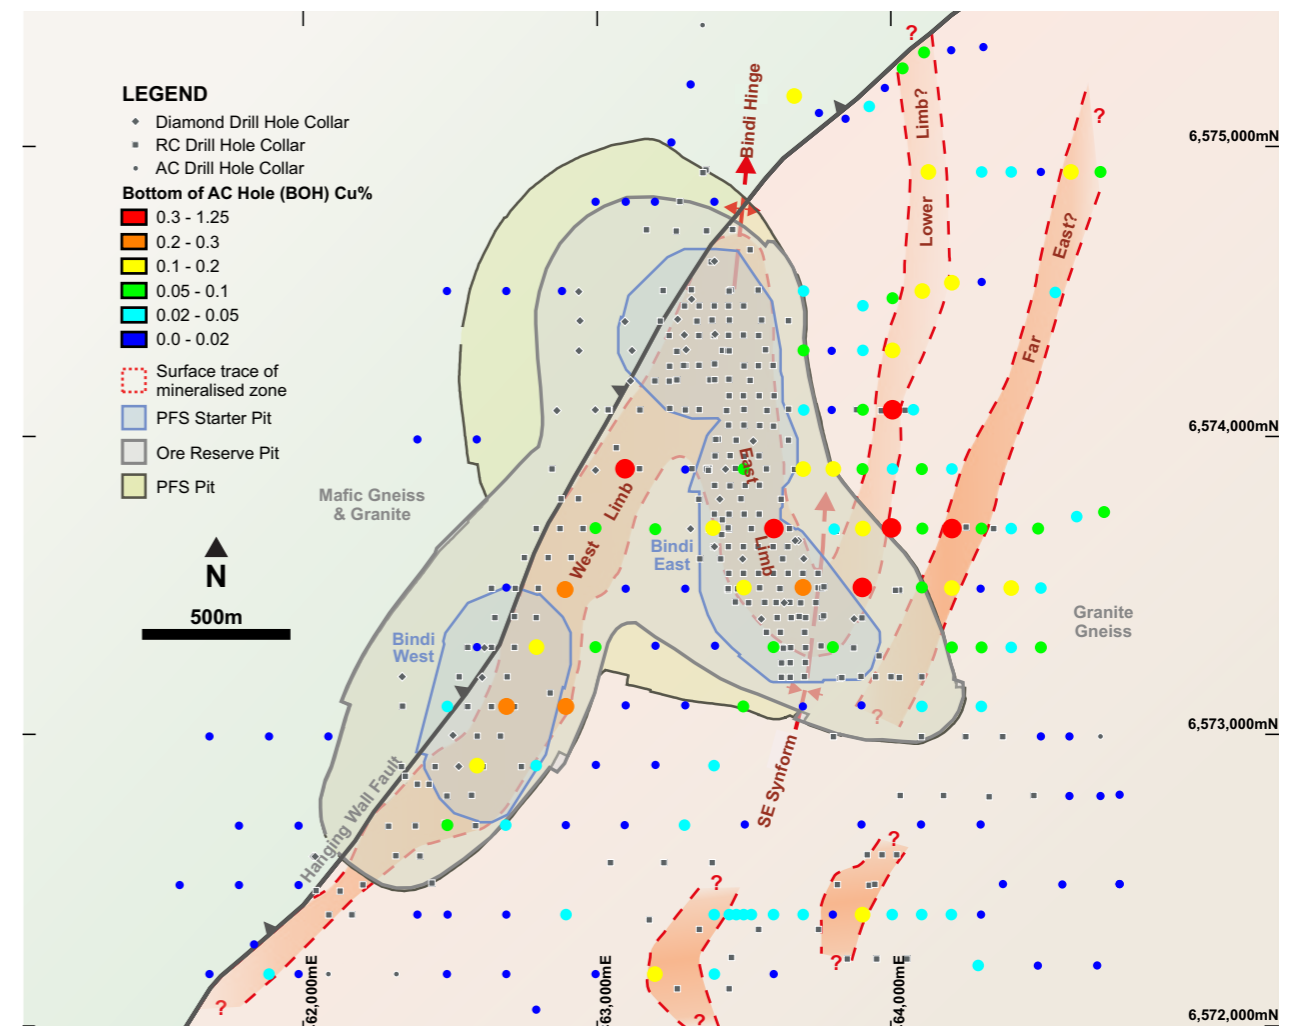 LEGEND
Diamond Drill Hole Collar
RC Drill Hole Collar
AC Drill Hole Collar
Bottom of AC Hole (BOH) Cu%
0.3 - 1.25
0.2 - 0.3
0.1 - 0.2
0.05 - 0.1
0.02 - 0.05
0.0 - 0.02
Surface trace of
mineralised zone
PFS Starter Pit
Ore Reserve Pit
PFS Pit
N
500m
Mafic Gneiss
& Granite
Bindi Hinge
?
Lower Limb?
?
Far East?
6,575,000mN
6,574,000mN
West Limb
East Limb
Bindi
East
Bindi
West
Granite
Gneiss
?
SE Synform
6,573,000mN
Hanging Wall Fault
?
?
?
?
?
62,000mE
63,000mE
64,000mE
6,572,000mN